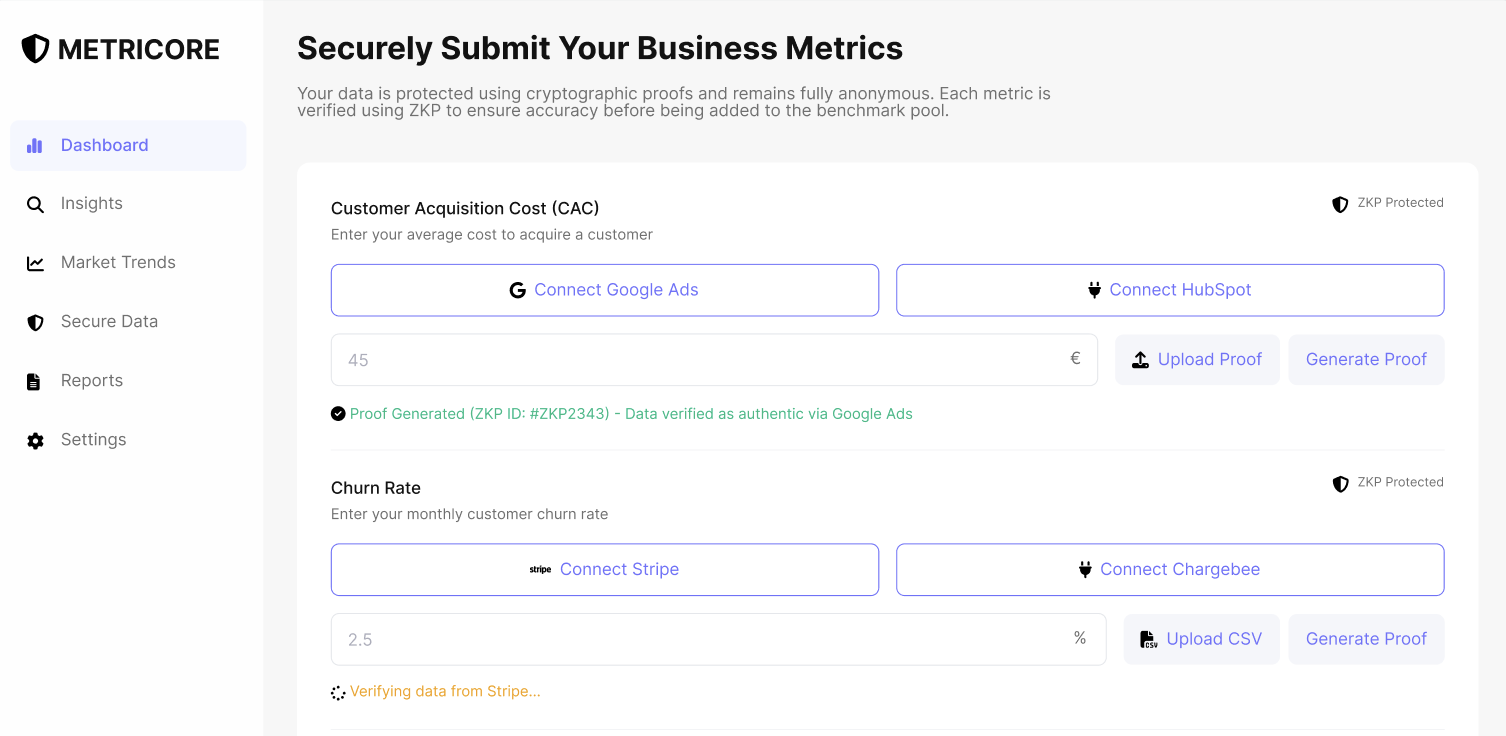 METRICORE
Dashboard
Insights
Market Trends
Secure Data
Reports
Settings
Securely Submit Your Business Metrics
Your data is protected using cryptographic proofs and remains fully anonymous. Each metric is
verified using ZKP to ensure accuracy before being added to the benchmark pool.
Customer Acquisition Cost (CAC)
ZKP Protected
Enter your average cost to acquire a customer
G Connect Google Ads
Connect HubSpot
45 €
Upload Proof
Generate Proof
Proof Generated (ZKP ID: #ZKP2343) - Data verified as authentic via Google Ads
Churn Rate
ZKP Protected
Enter your monthly customer churn rate
stripe Connect Stripe
Connect Chargebee
2.5 %
CSV Upload CSV
Generate Proof
Verifying data from Stripe...